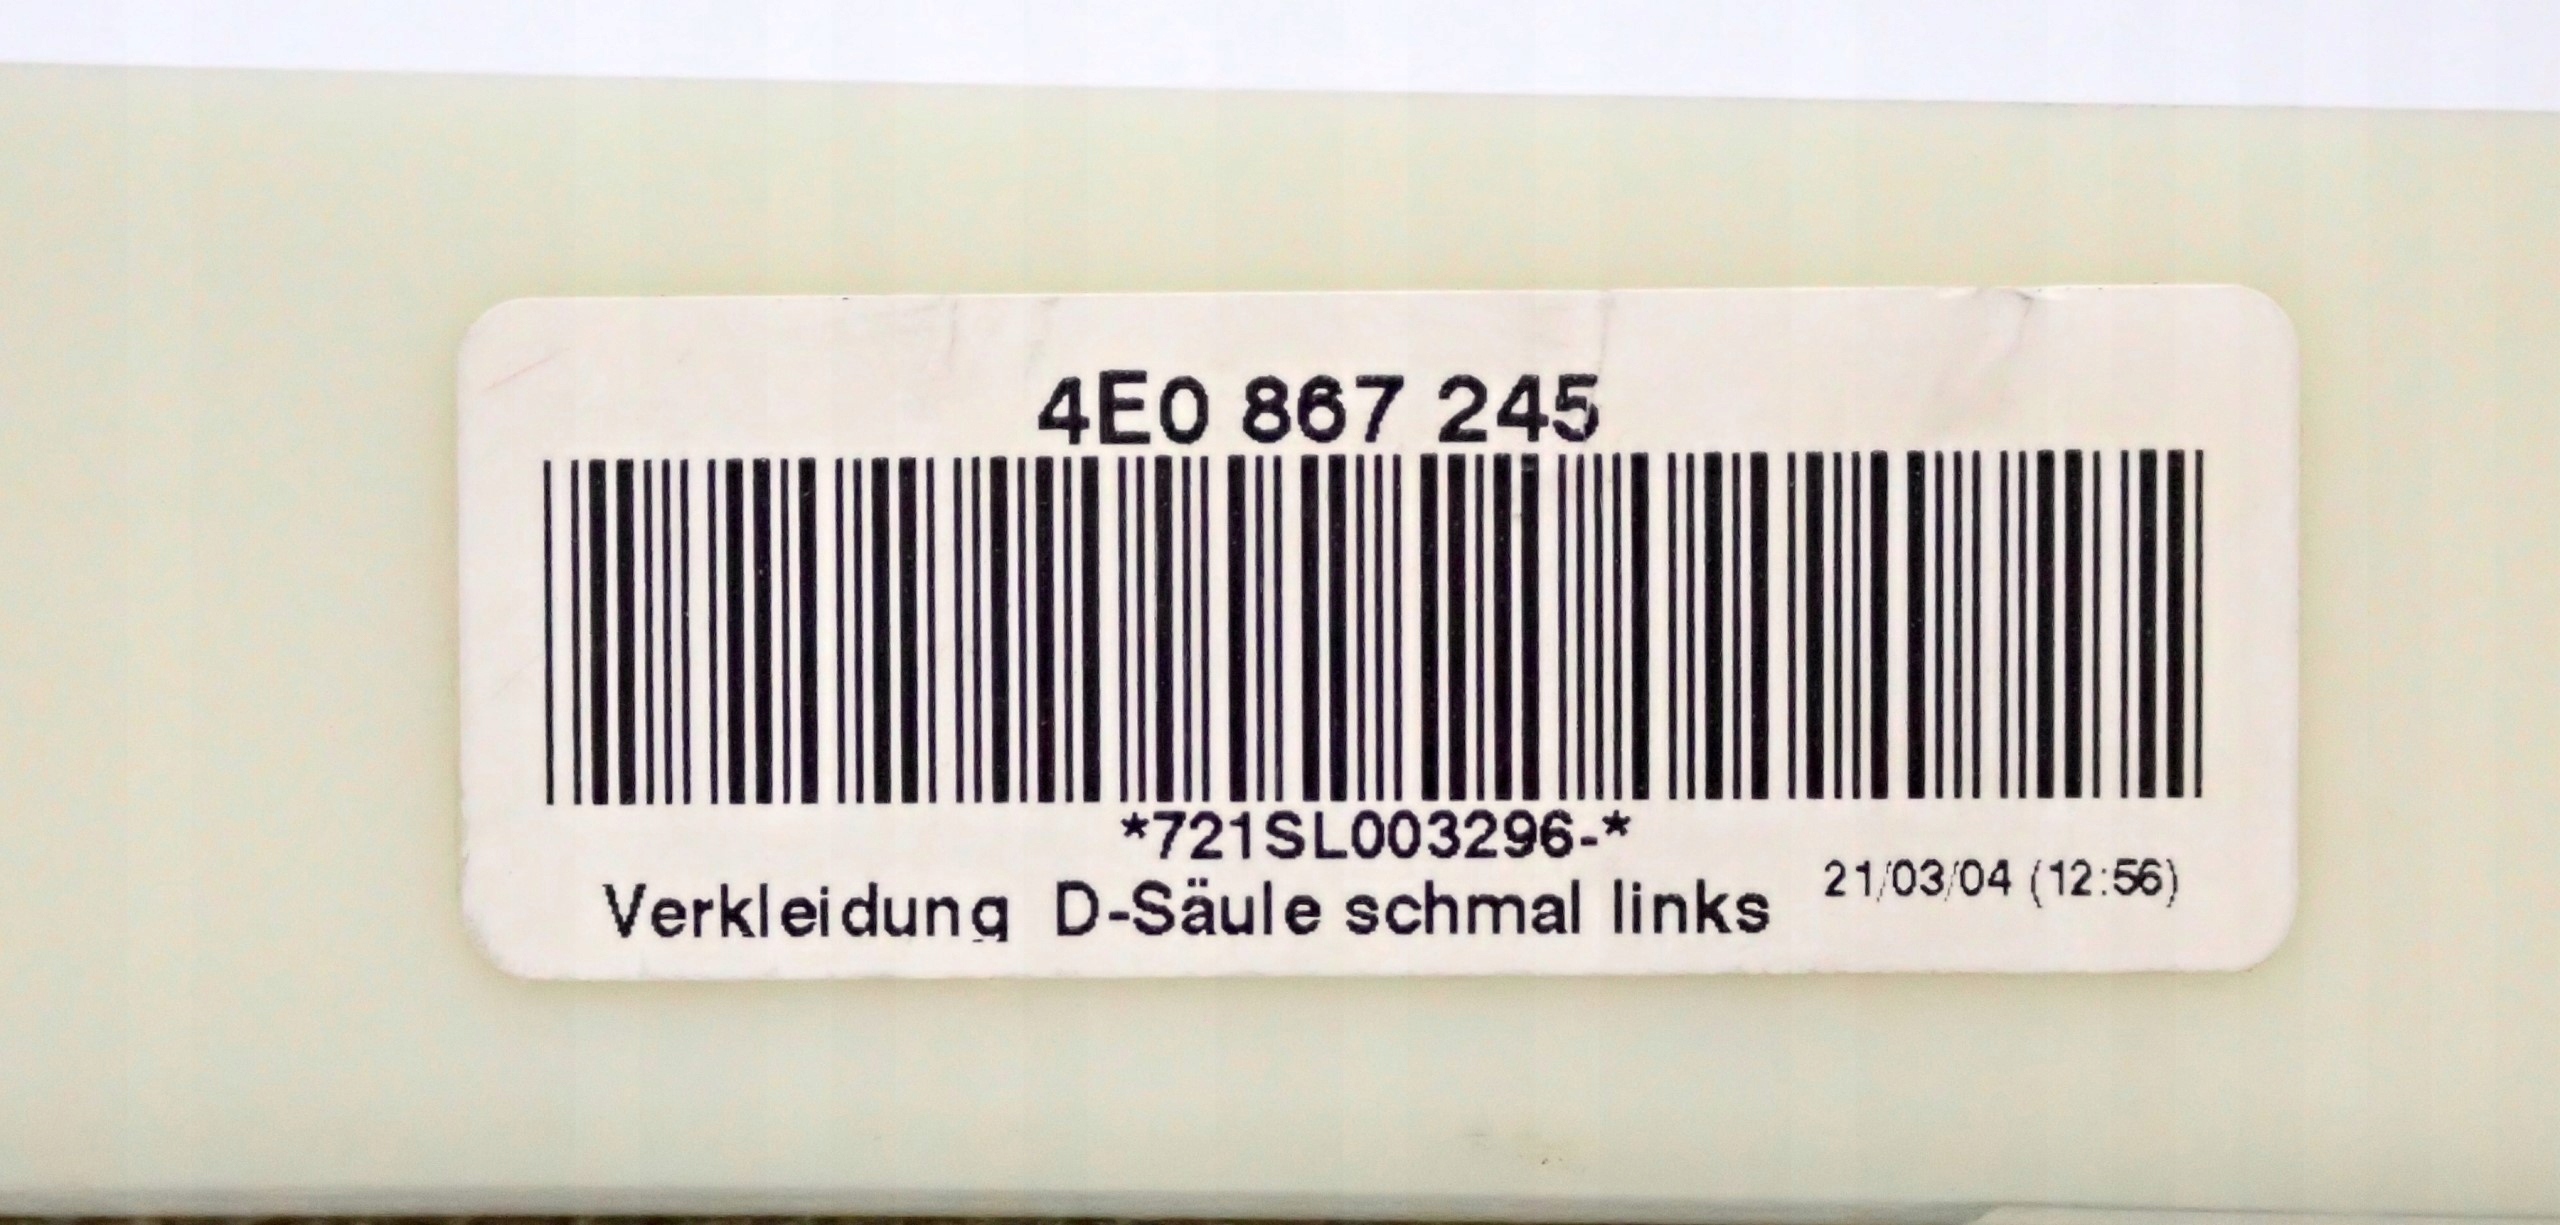 4E0 867 245
*721SL003296-*
Verkleidung D-Säule schmal links 21/03/04 (12:56)